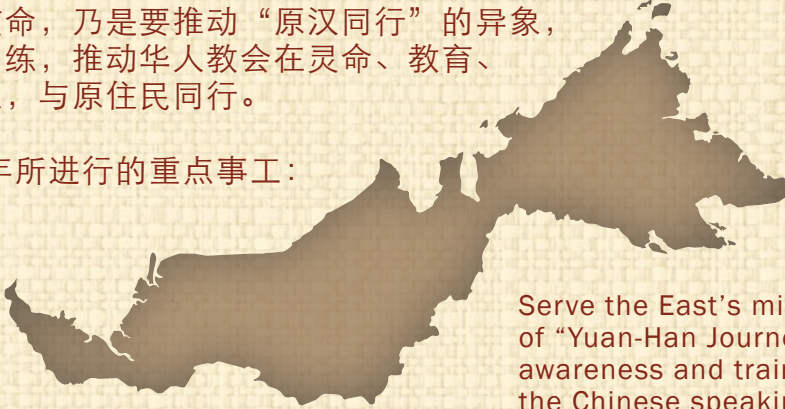 命，乃是要推动“原汉同行”的异象，
练，推动华人教会在灵命、教育、
，与原住民同行。
所进行的重点事工：
Serve the East’s mi
of “Yuan-Han Journe
awareness and train
the Chinese speakin